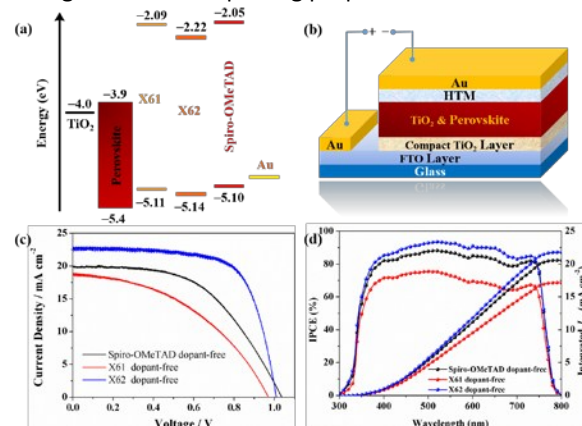 (a)
−2.09
−2.22
−2.05
−4.0
−3.9
TiO₂
X61
X62
Spiro-OMeTAD
Perovskite
Au
−5.11
−5.14
−5.10
−5.4
Energy (eV)
(b)
+ −
Au
HTM
TiO₂ & Perovskite
Au
Compact TiO₂ Layer
FTO Layer
Glass
(c)
Current Density / mA cm⁻²
25
20
15
10
5
0
Spiro-OMeTAD dopant-free
X61 dopant-free
X62 dopant-free
0.0 0.2 0.4 0.6 0.8 1.0 1.2
Voltage / V
(d)
IPCE (%)
100
80
60
40
20
0
25
20
15
10
5
0
Spiro-OMeTAD dopant-free
X61 dopant-free
X62 dopant-free
300 400 500 600 700 800
Wavelength (nm)